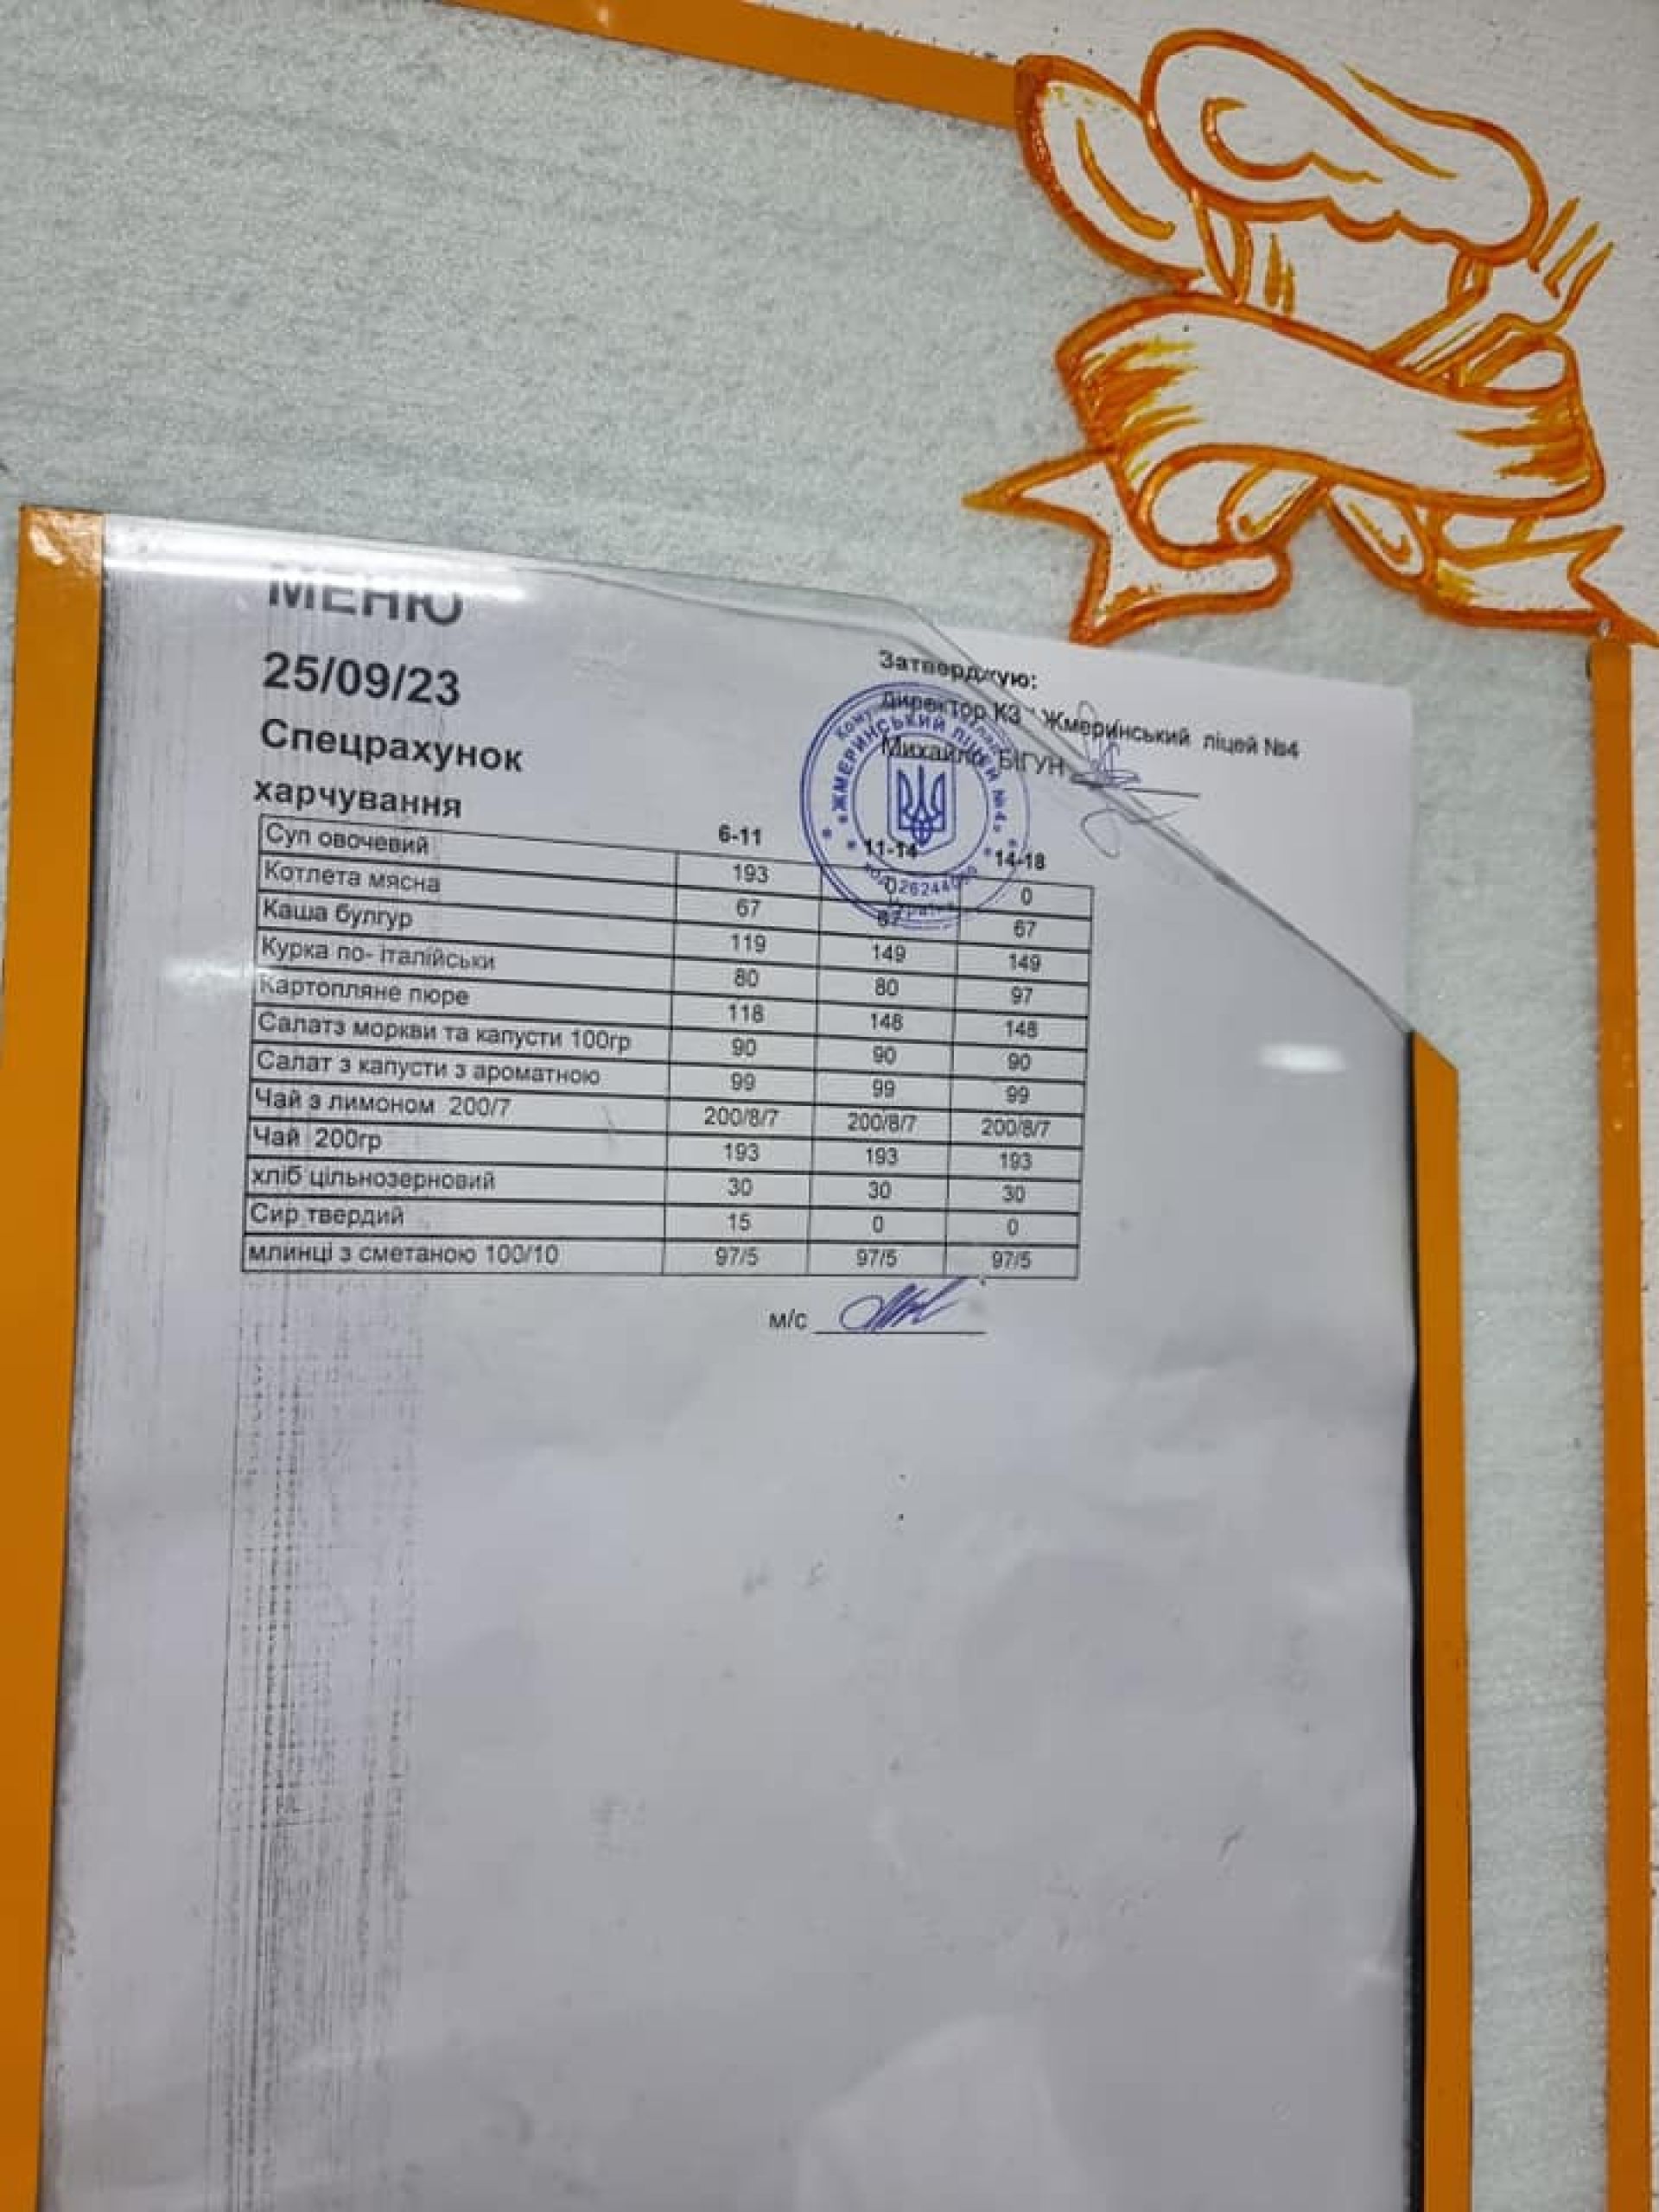 МЕНЮ
25/09/23
Спецрахунок
харчування
Затверджую:
Директор КЗ " Жмеринський ліцей №4
Михайло БІГУН
«ЖМЕРИНСЬКИЙ ЛІЦЕЙ №4»
Україна
6-11 11-14 14-18
Суп овочевий 193 0 0
Котлета мясна 67 67 67
Каша булгур 119 149 149
Курка по- італійськи 80 80 97
Картопляне пюре 118 148 148
Салатз моркви та капусти 100гр 90 90 90
Салат з капусти з ароматною 99 99 99
Чай з лимоном 200/7 200/8/7 200/8/7 200/8/7
Чай 200гр 193 193 193
хліб цільнозерновий 30 30 30
Сир твердий 15 0 0
млинці з сметаною 100/10 97/5 97/5 97/5
м/с